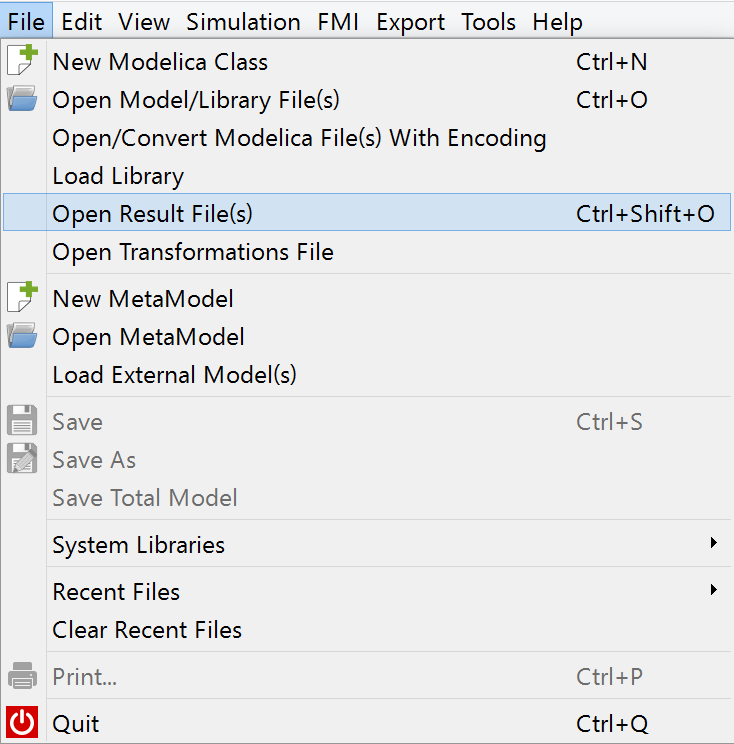 File Edit View Simulation FMI Export Tools Help
New Modelica Class Ctrl+N
Open Model/Library File(s) Ctrl+O
Open/Convert Modelica File(s) With Encoding
Load Library
Open Result File(s) Ctrl+Shift+O
Open Transformations File
New MetaModel
Open MetaModel
Load External Model(s)
Save Ctrl+S
Save As
Save Total Model
System Libraries
Recent Files
Clear Recent Files
Print... Ctrl+P
Quit Ctrl+Q